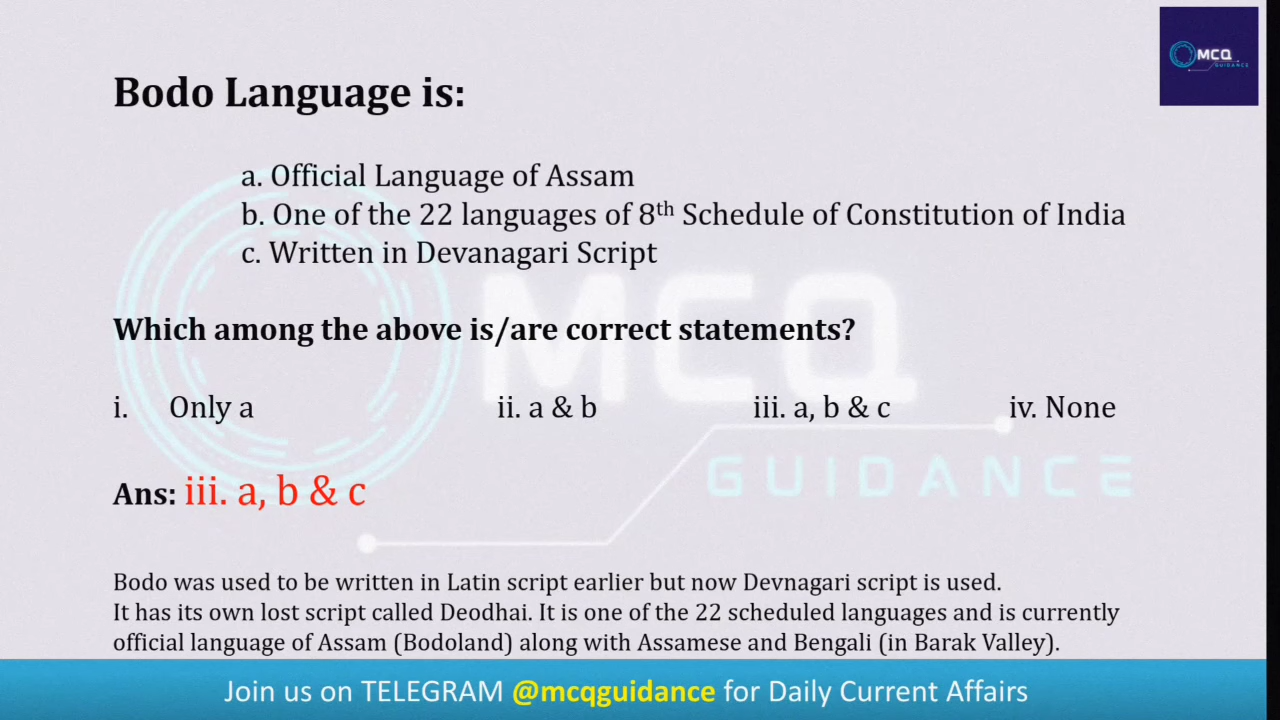 MCQ
GUIDANCE
Bodo Language is:
a. Official Language of Assam
b. One of the 22 languages of 8th Schedule of Constitution of India
c. Written in Devanagari Script
MCQ
Which among the above is/are correct statements?
i. Only a ii. a & b iii. a, b & c iv. None
GUIDANCE
Ans: iii. a, b & c
Bodo was used to be written in Latin script earlier but now Devnagari script is used.
It has its own lost script called Deodhai. It is one of the 22 scheduled languages and is currently
official language of Assam (Bodoland) along with Assamese and Bengali (in Barak Valley).
Join us on TELEGRAM @mcqguidance for Daily Current Affairs